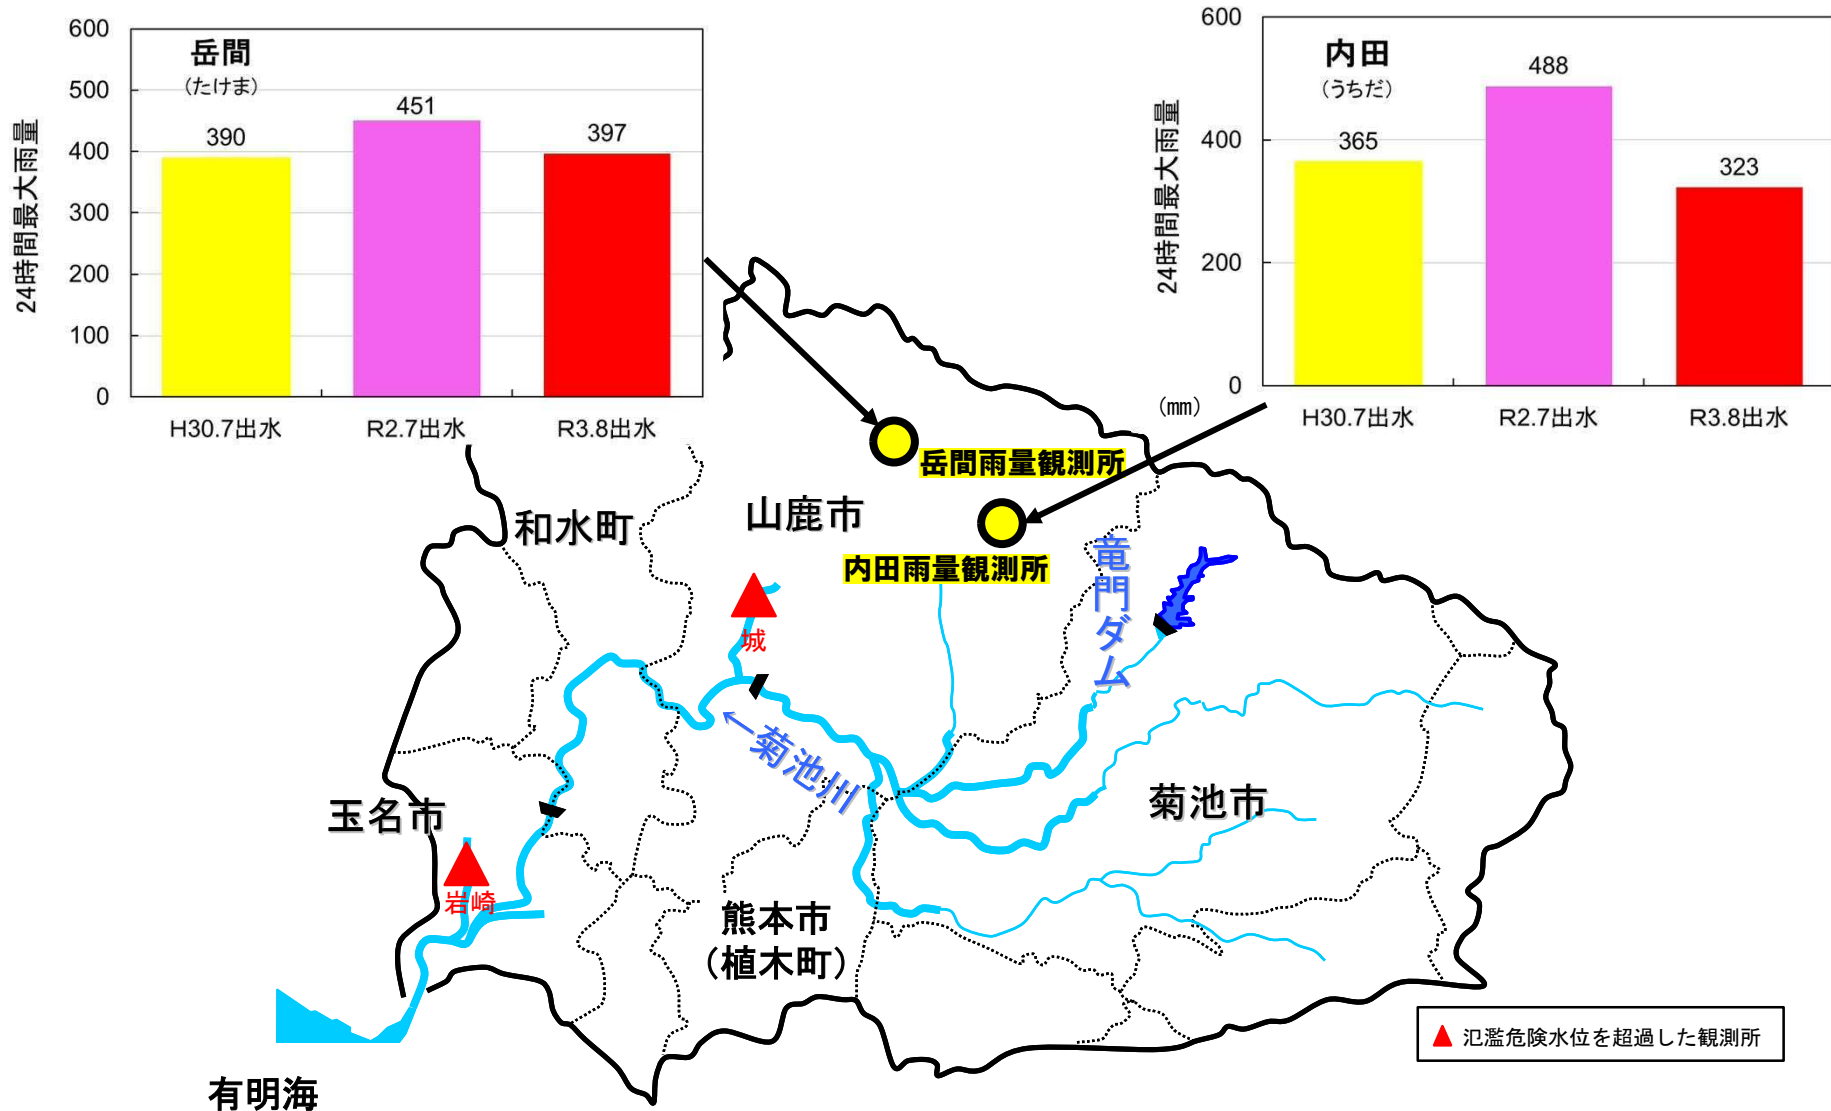 600
500
400
300
200
100
0
24時間最大雨量
岳間
(たけま)
390
451
397
H30.7出水
R2.7出水
R3.8出水
600
400
200
0
24時間最大雨量
内田
(うちだ)
365
488
323
(mm)
H30.7出水
R2.7出水
R3.8出水
岳間雨量観測所
和水町
山鹿市
内田雨量観測所
竜門ダム
城
←菊池川
玉名市
菊池市
岩崎
熊本市
(植木町)
氾濫危険水位を超過した観測所
有明海